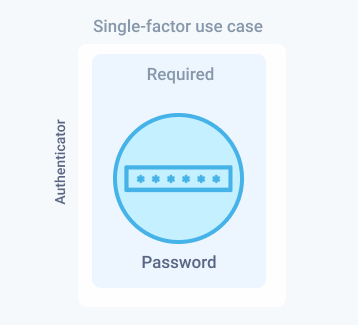 Single-factor use case
Required
Authenticator
******
Password